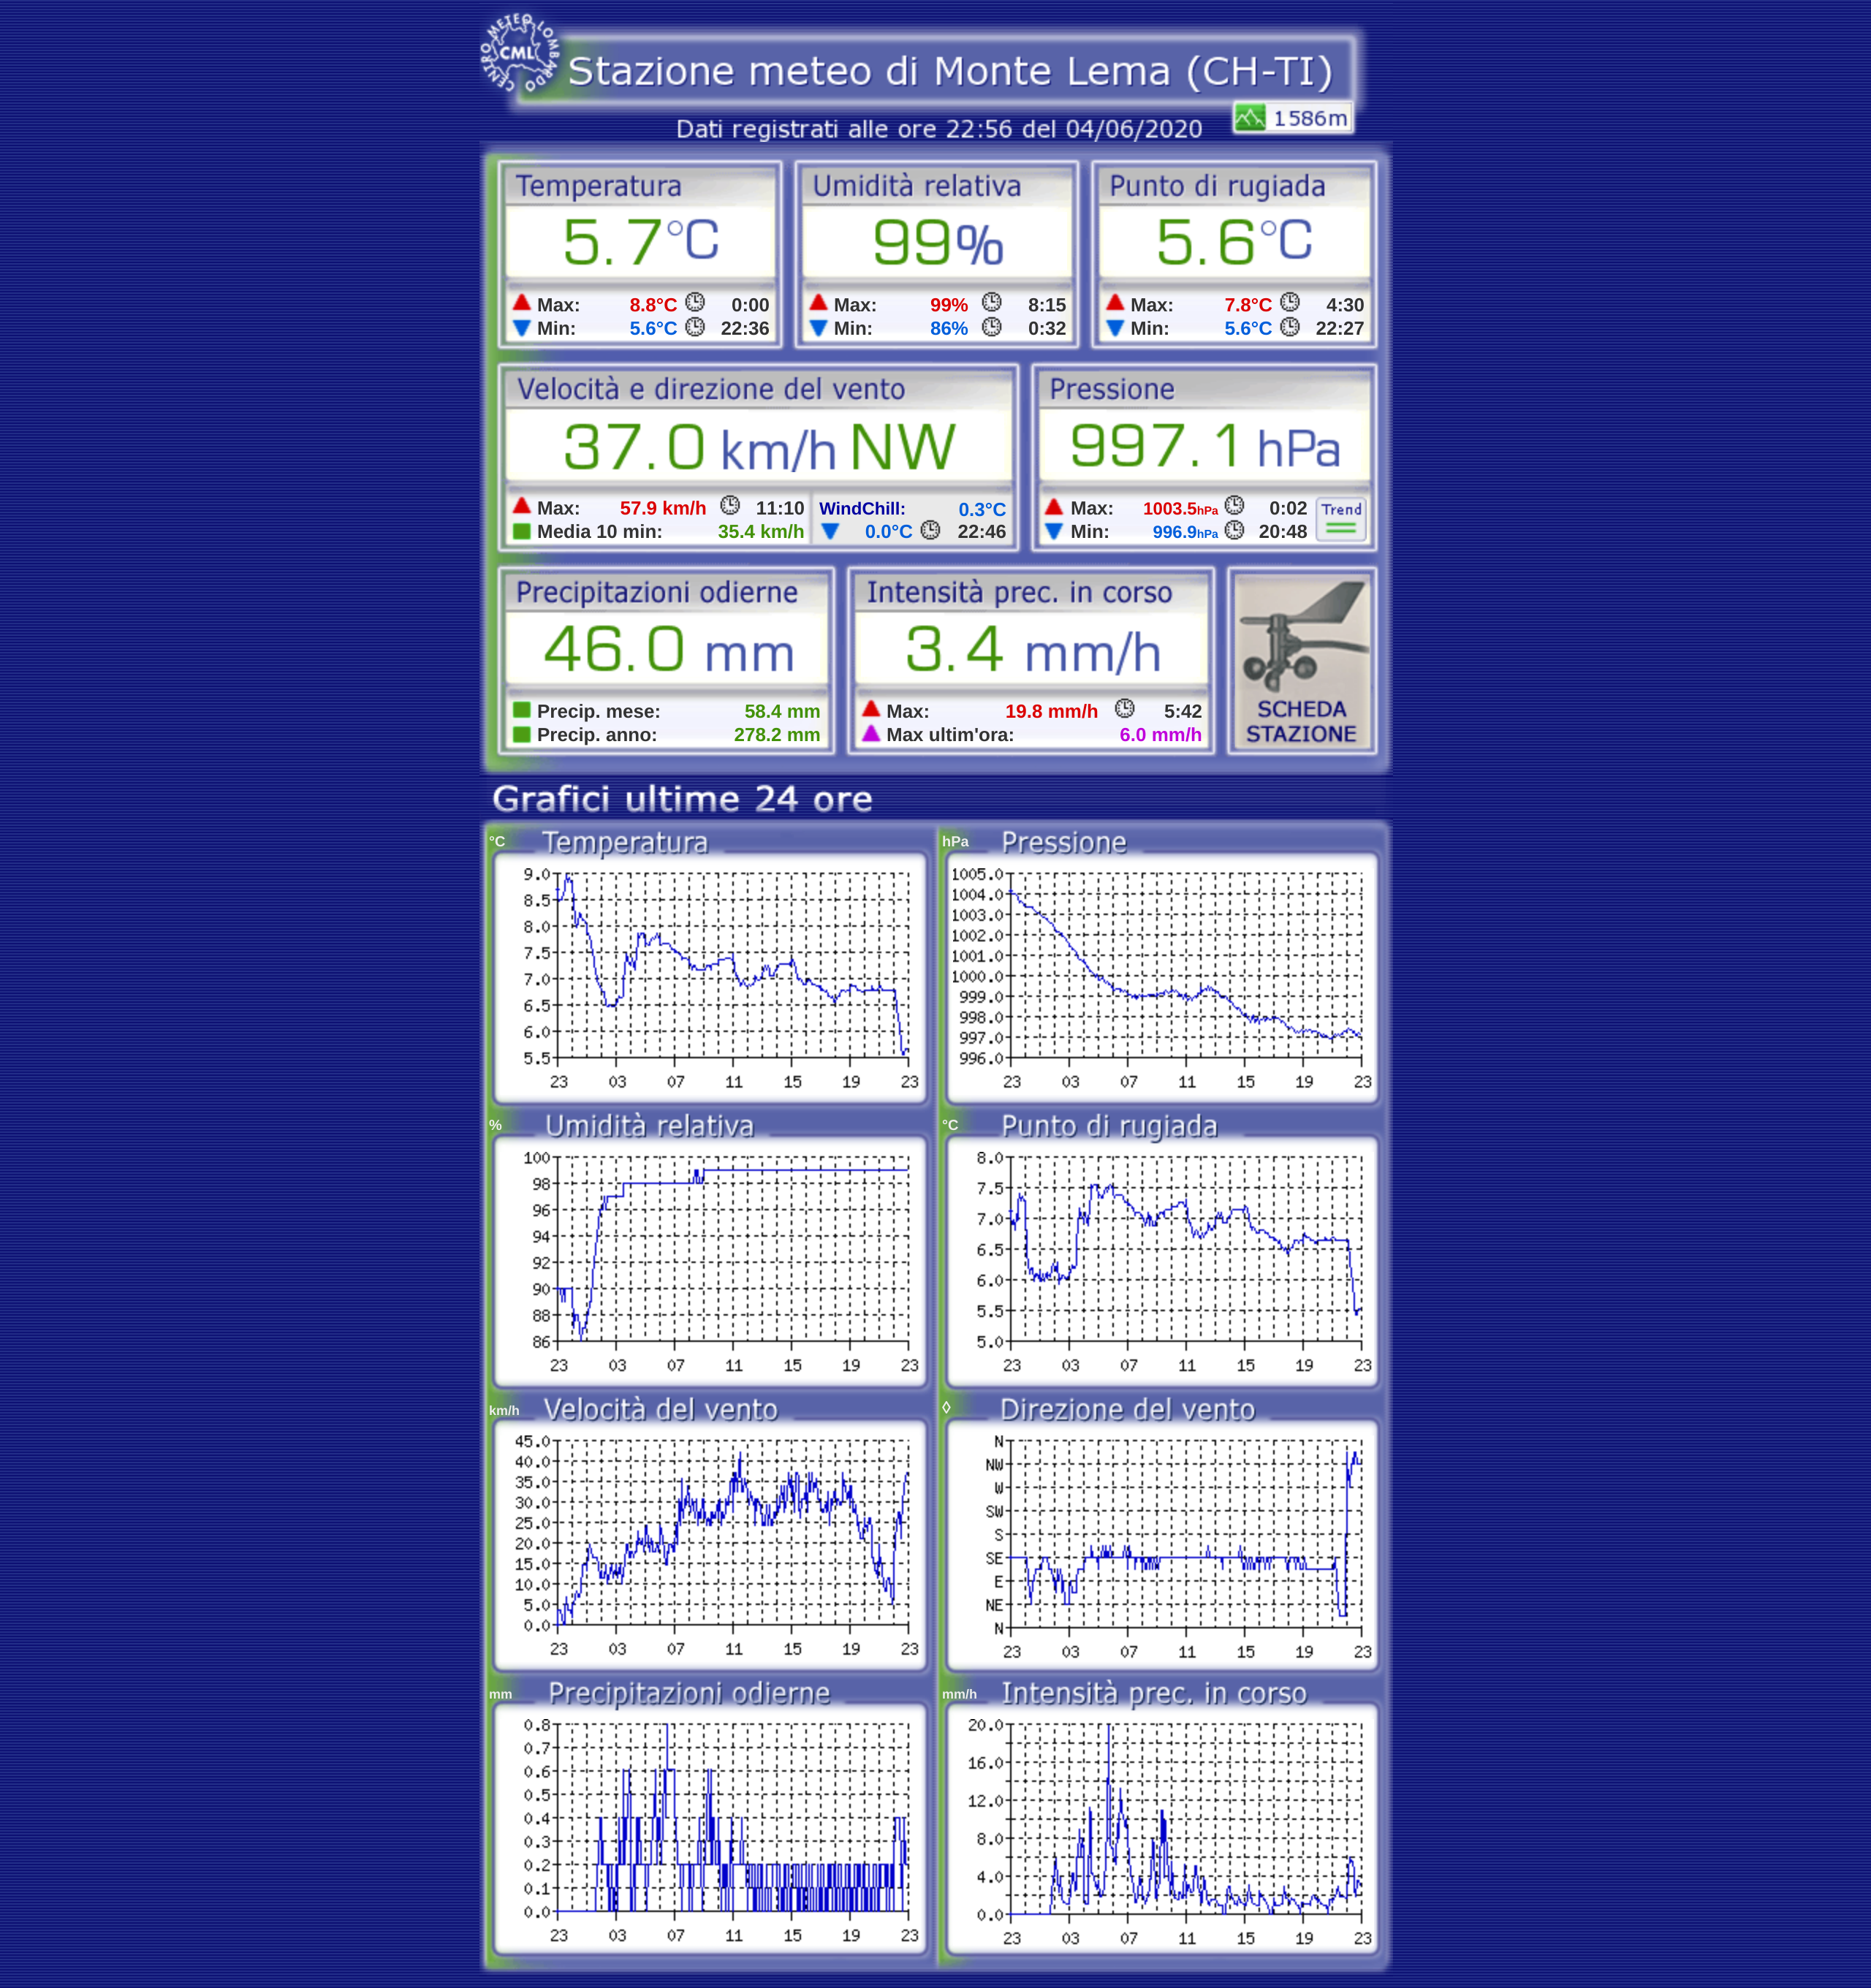 CENTRO METEO LOMBARDO
CML
Stazione meteo di Monte Lema (CH-TI)
1586m
Dati registrati alle ore 22:56 del 04/06/2020
Temperatura
5.7°C
Max: 8.8°C 0:00
Min: 5.6°C 22:36
Umidità relativa
99%
Max: 99% 8:15
Min: 86% 0:32
Punto di rugiada
5.6°C
Max: 7.8°C 4:30
Min: 5.6°C 22:27
Velocità e direzione del vento
37.0 km/h NW
Max: 57.9 km/h 11:10
Media 10 min: 35.4 km/h
WindChill: 0.3°C
0.0°C 22:46
Pressione
997.1 hPa
Max: 1003.5hPa 0:02
Min: 996.9hPa 20:48
Trend
Precipitazioni odierne
46.0 mm
Precip. mese: 58.4 mm
Precip. anno: 278.2 mm
Intensità prec. in corso
3.4 mm/h
Max: 19.8 mm/h 5:42
Max ultim'ora: 6.0 mm/h
SCHEDA
STAZIONE
Grafici ultime 24 ore
°C Temperatura
9.0
8.5
8.0
7.5
7.0
6.5
6.0
5.5
23 03 07 11 15 19 23
hPa Pressione
1005.0
1004.0
1003.0
1002.0
1001.0
1000.0
999.0
998.0
997.0
996.0
23 03 07 11 15 19 23
% Umidità relativa
100
98
96
94
92
90
88
86
23 03 07 11 15 19 23
°C Punto di rugiada
8.0
7.5
7.0
6.5
6.0
5.5
5.0
23 03 07 11 15 19 23
km/h Velocità del vento
45.0
40.0
35.0
30.0
25.0
20.0
15.0
10.0
5.0
0.0
23 03 07 11 15 19 23
◊ Direzione del vento
N
NW
W
SW
S
SE
E
NE
N
23 03 07 11 15 19 23
mm Precipitazioni odierne
0.8
0.7
0.6
0.5
0.4
0.3
0.2
0.1
0.0
23 03 07 11 15 19 23
mm/h Intensità prec. in corso
20.0
16.0
12.0
8.0
4.0
0.0
23 03 07 11 15 19 23